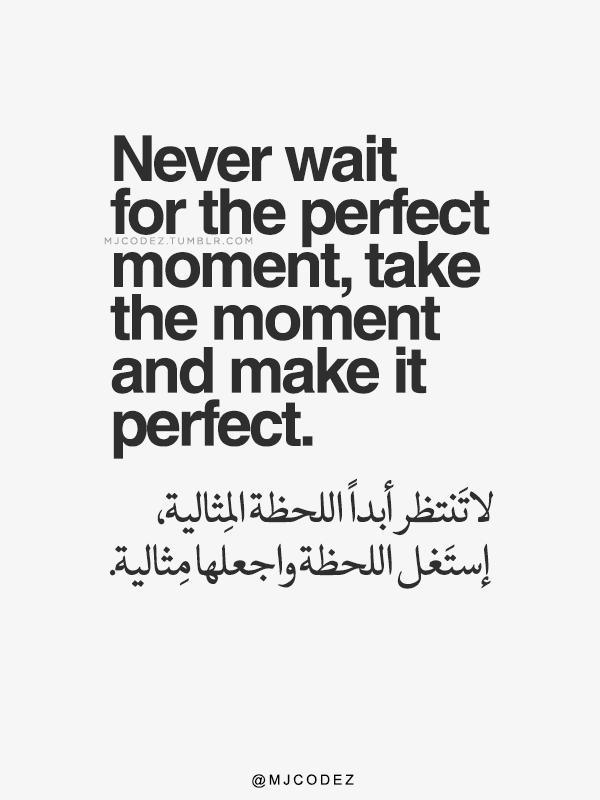 Never wait
for the perfect
MJCODEZ.TUMBLR.COM
moment, take
the moment
and make it
perfect.
لا تَنتظر أبداً اللحظة المِثالية،
إستَغل اللحظة واجعلها مِثالية.
@MJCODEZ